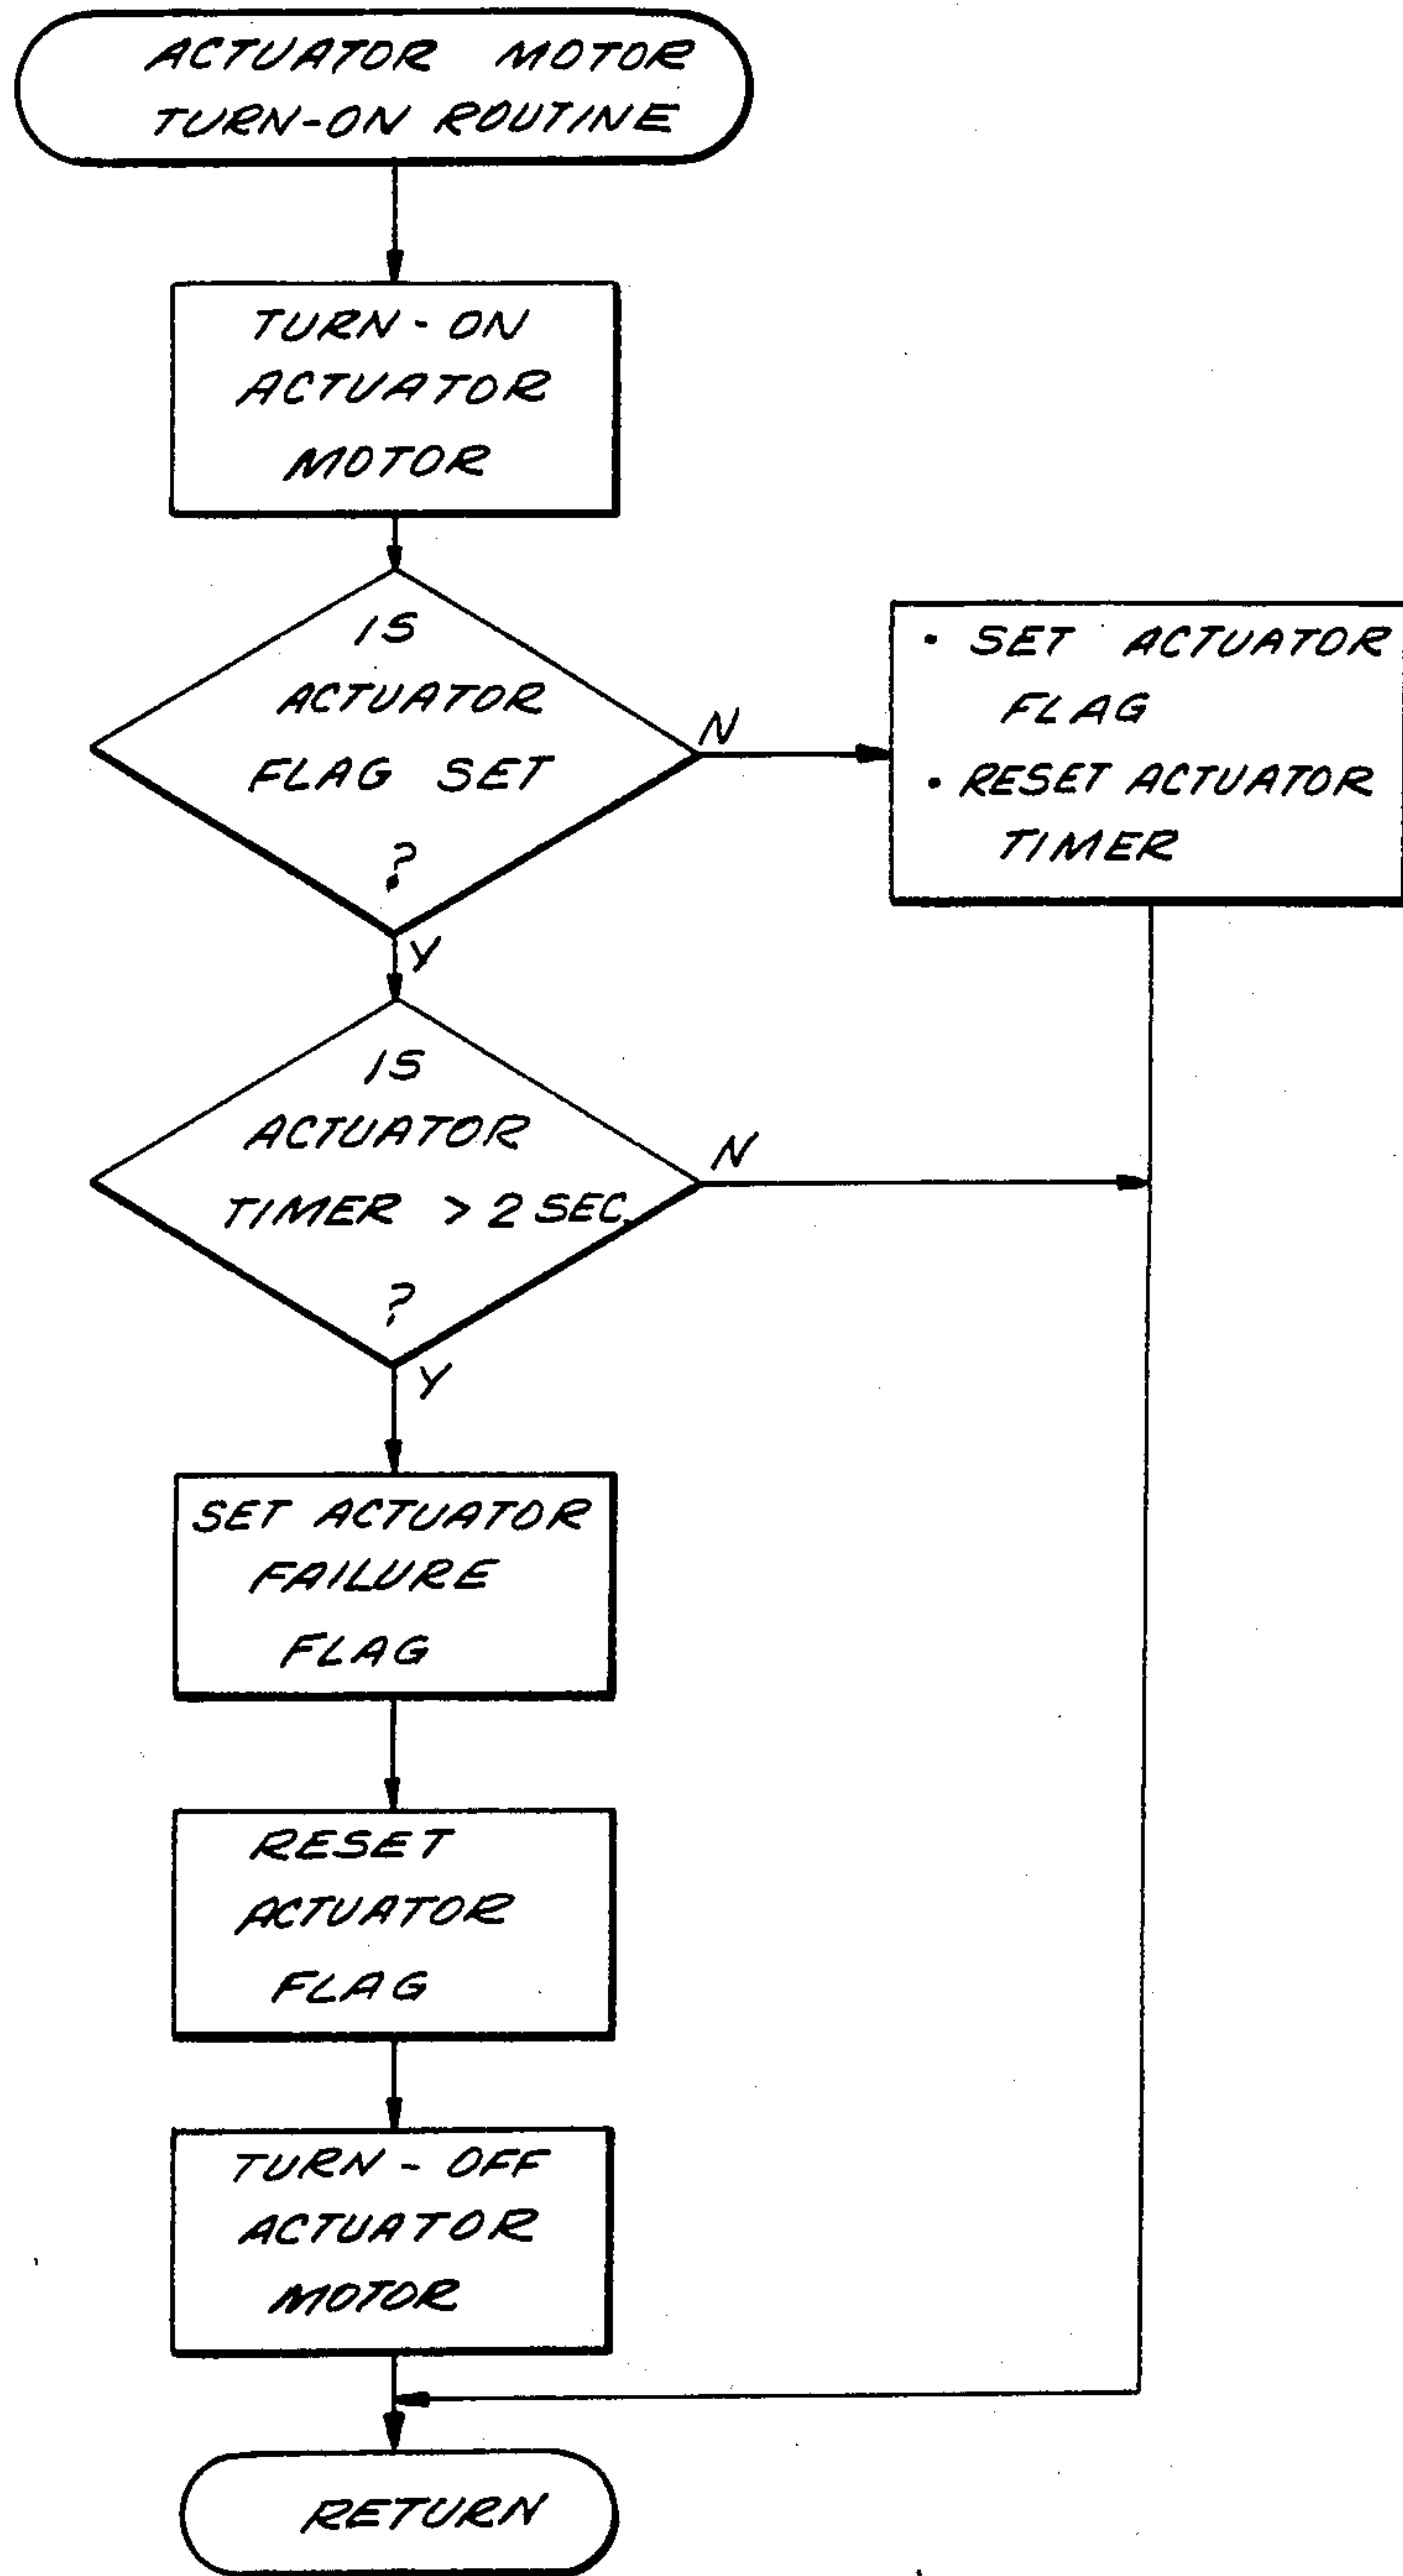 ACTUATOR MOTOR
TURN-ON ROUTINE
TURN-ON
ACTUATOR
MOTOR
IS
ACTUATOR
FLAG SET
?
N
• SET ACTUATOR
FLAG
• RESET ACTUATOR
TIMER
Y
IS
ACTUATOR
TIMER > 2 SEC.
?
N
Y
SET ACTUATOR
FAILURE
FLAG
RESET
ACTUATOR
FLAG
TURN-OFF
ACTUATOR
MOTOR
RETURN